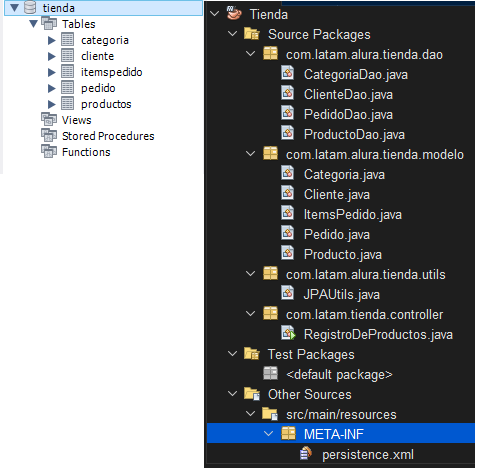 tienda
Tables
categoria
cliente
itemspedido
pedido
productos
Views
Stored Procedures
Functions
Tienda
Source Packages
com.latam.alura.tienda.dao
CategoriaDao.java
ClienteDao.java
PedidoDao.java
ProductoDao.java
com.latam.alura.tienda.modelo
Categoria.java
Cliente.java
ItemsPedido.java
Pedido.java
Producto.java
com.latam.alura.tienda.utils
JPAUtils.java
com.latam.tienda.controller
RegistroDeProductos.java
Test Packages
<default package>
Other Sources
src/main/resources
META-INF
persistence.xml